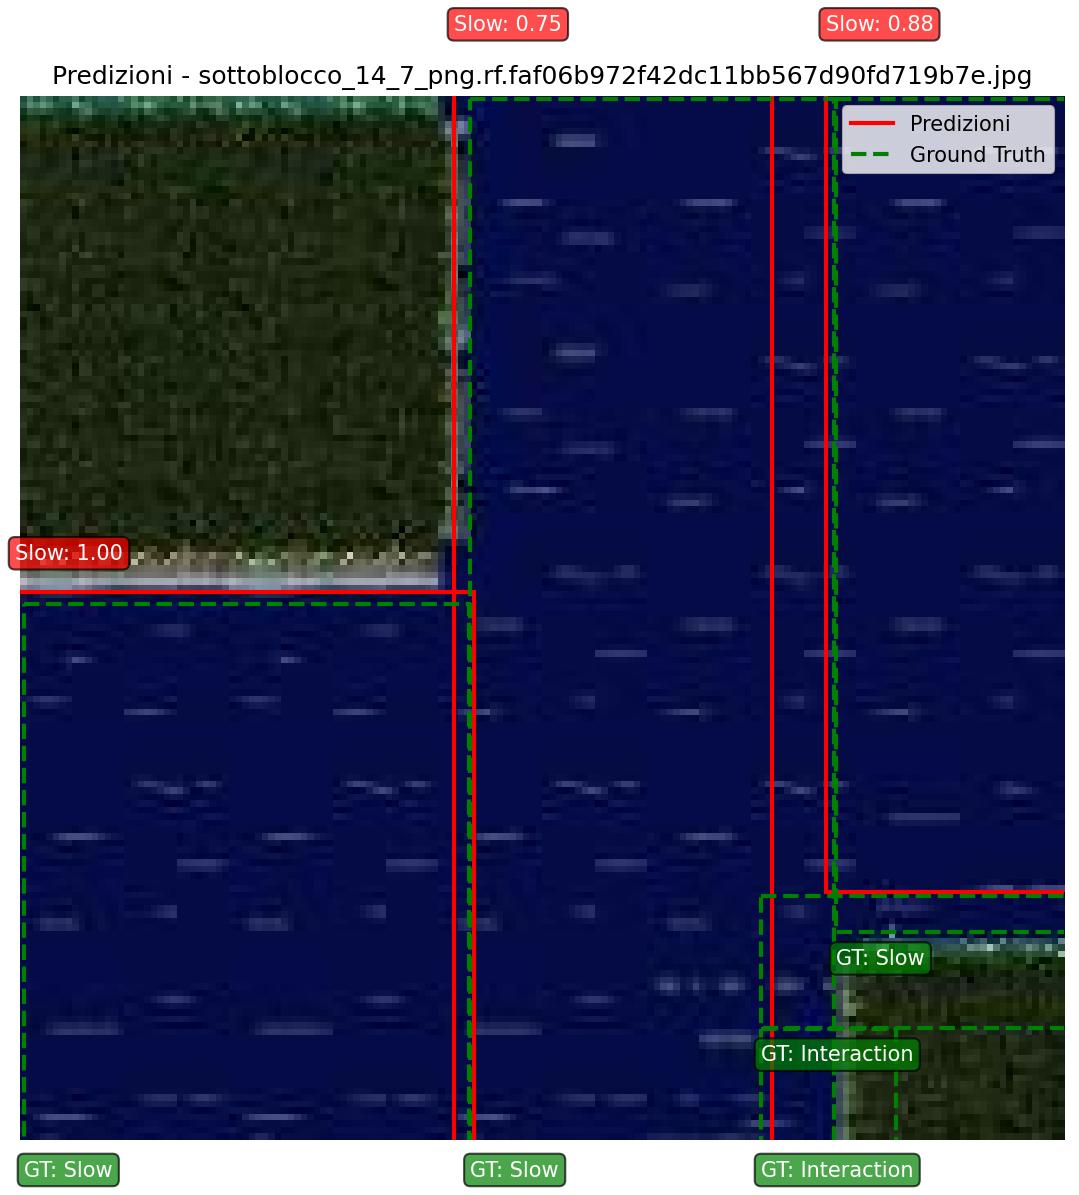 Slow: 0.75
Slow: 0.88
Predizioni - sottoblocco_14_7_png.rf.faf06b972f42dc11bb567d90fd719b7e.jpg
Predizioni
Ground Truth
Slow: 1.00
GT: Slow
GT: Interaction
GT: Slow
GT: Slow
GT: Interaction